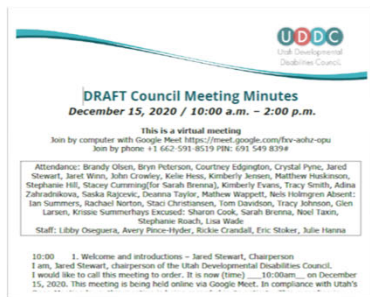 UDDC
Utah Developmental
Disabilities Council
DRAFT Council Meeting Minutes
December 15, 2020 / 10:00 a.m. – 2:00 p.m.
This is a virtual meeting
Join by computer with Google Meet https://meet.google.com/fnr-aohz-opu
Join by phone +1 662-591-8519 PIN: 691 549 839#
Attendance: Brandy Olsen, Bryn Peterson, Courtney Edgington, Crystal Pyne, Jared
Stewart, Jaret Winn, John Crowley, Kelie Hess, Kimberly Jensen, Matthew Huskinson,
Stephanie Hill, Stacey Cumming(for Sarah Brenna), Kimberly Evans, Tracy Smith, Adina
Zahradnikova, Saska Rajcevic, Deanna Taylor, Mathew Wappett, Nels Holmgren Absent:
Ian Summers, Rachael Norton, Staci Christiansen, Tom Davidson, Tracy Johnson, Glen
Larsen, Krissie Summerhays Excused: Sharon Cook, Sarah Brenna, Noel Taxin,
Stephanie Roach, Lisa Wade
Staff: Libby Oseguera, Avery Pince-Hyder, Rickie Crandall, Eric Stoker, Julie Hanna
10:00 1. Welcome and introductions – Jared Stewart, Chairperson
I am, Jared Stewart, chairperson of the Utah Developmental Disabilities Council.
I would like to call this meeting to order. It is now (time) __10:00am__ on December
15, 2020. This meeting is being held online via Google Meet. In compliance with Utah's